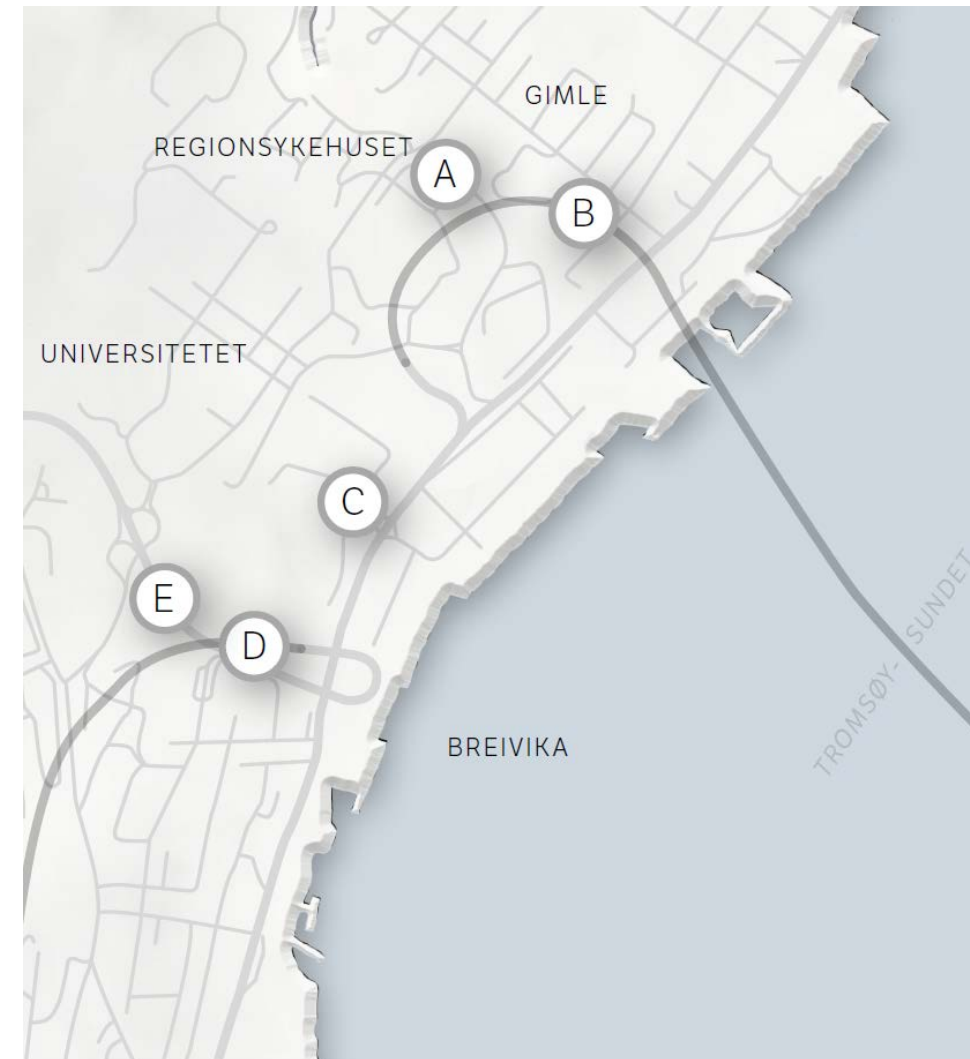 GIMLE
REGIONSYKEHUSET
A
B
UNIVERSITETET
C
E
D
TROMSØY- SUNDET
BREIVIKA